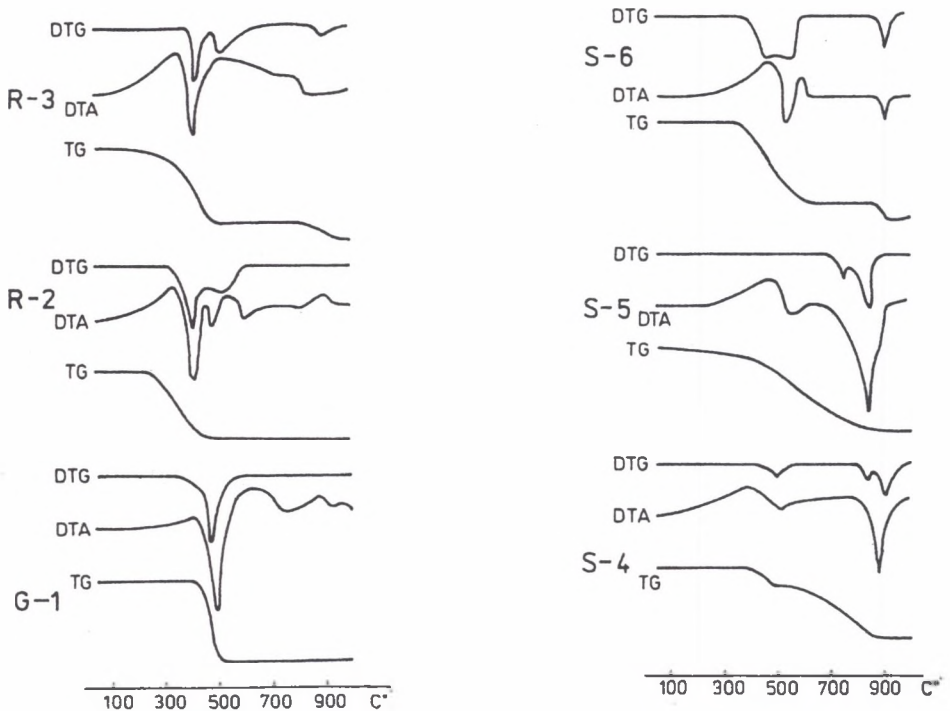 DTG
R-3
DTA
TG
DTG
R-2
DTA
TG
DTG
DTA
TG
G-1
100 300 500 700 900 C°
DTG
S-6
DTA
TG
DTG
S-5
DTA
TG
DTG
DTA
S-4
TG
100 300 500 700 900 C°